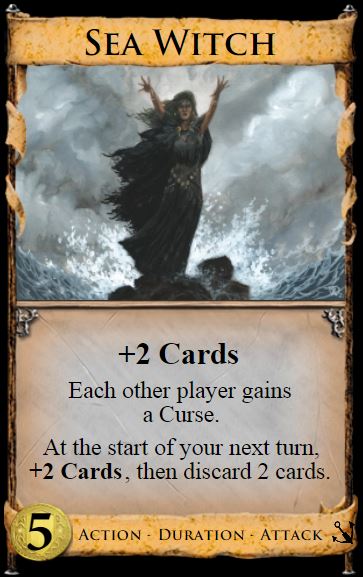 Sea Witch
+2 Cards
Each other player gains
a Curse.
At the start of your next turn,
+2 Cards, then discard 2 cards.
5 Action - Duration - Attack